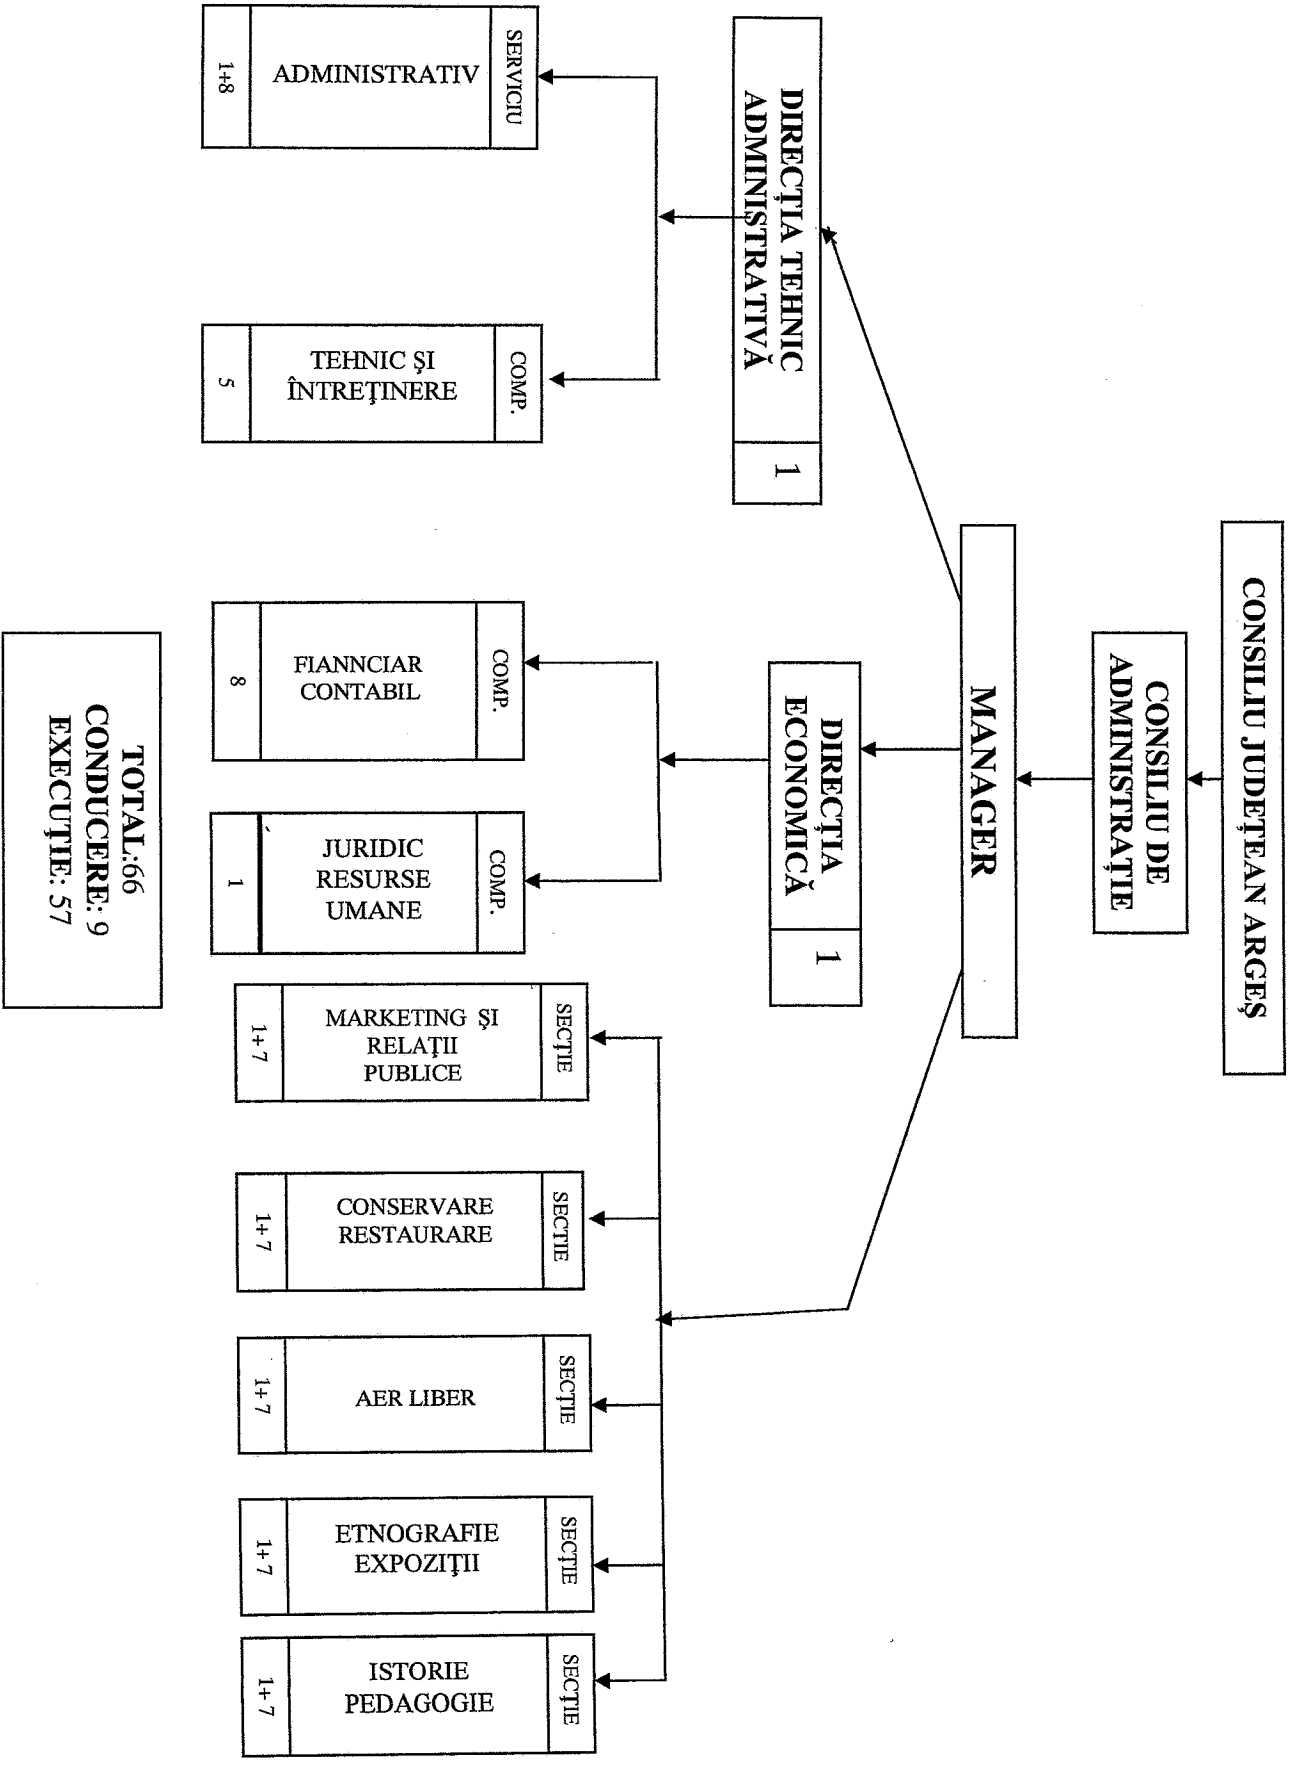 CONSILIU JUDEȚEAN ARGEȘ
CONSILIU DE
ADMINISTRAȚIE
MANAGER
DIRECȚIA TEHNIC
ADMINISTRATIVĂ
1
DIRECȚIA
ECONOMICĂ
1
SERVICIU
ADMINISTRATIV
1+8
COMP.
TEHNIC ŞI
ÎNTREŢINERE
5
COMP.
FIANNCIAR
CONTABIL
8
COMP.
JURIDIC
RESURSE
UMANE
1
SECȚIE
MARKETING ŞI
RELAŢII
PUBLICE
1+7
SECȚIE
CONSERVARE
RESTAURARE
1+7
SECȚIE
AER LIBER
1+7
SECȚIE
ETNOGRAFIE
EXPOZIŢII
1+7
SECȚIE
ISTORIE
PEDAGOGIE
1+7
TOTAL:66
CONDUCERE: 9
EXECUȚIE: 57